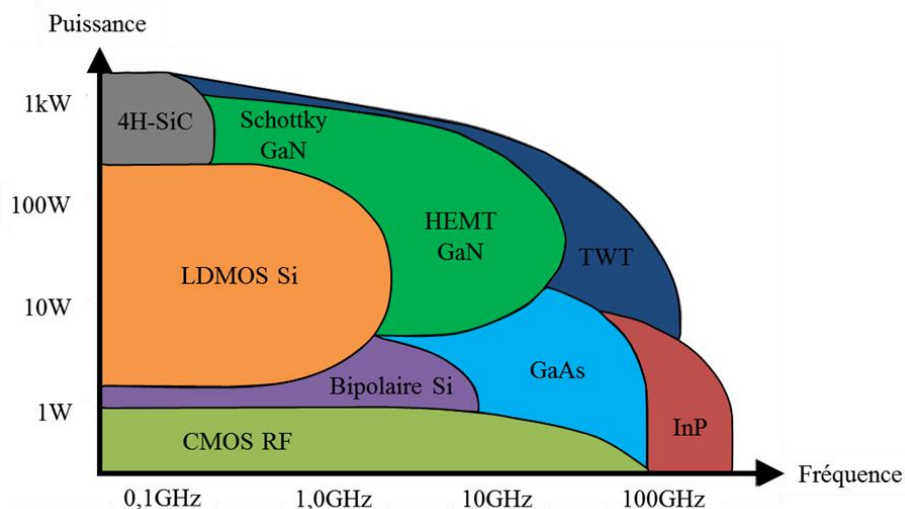 Puissance
1kW
4H-SiC
Schottky
GaN
100W
HEMT
GaN
TWT
LDMOS Si
10W
GaAs
Bipolaire Si
1W
InP
CMOS RF
Fréquence
0,1GHz
1,0GHz
10GHz
100GHz